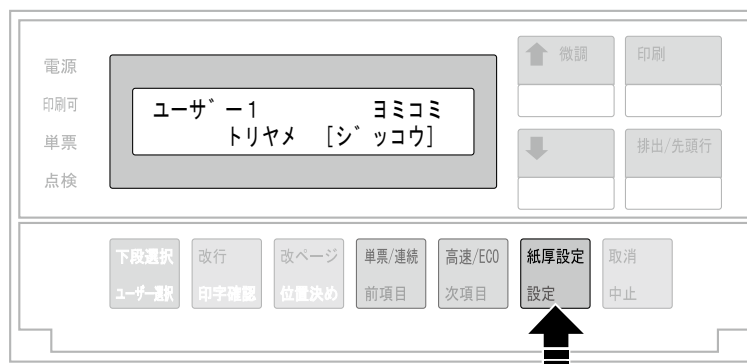 電源
印刷可
単票
点検
ユーザー1 ヨミコミ
トリヤメ [ジッコウ]
微調
印刷
排出/先頭行
下段選択
ユーザー選択
改行
印字確認
改ページ
位置決め
単票/連続
前項目
高速/ECO
次項目
紙厚設定
設定
取消
中止